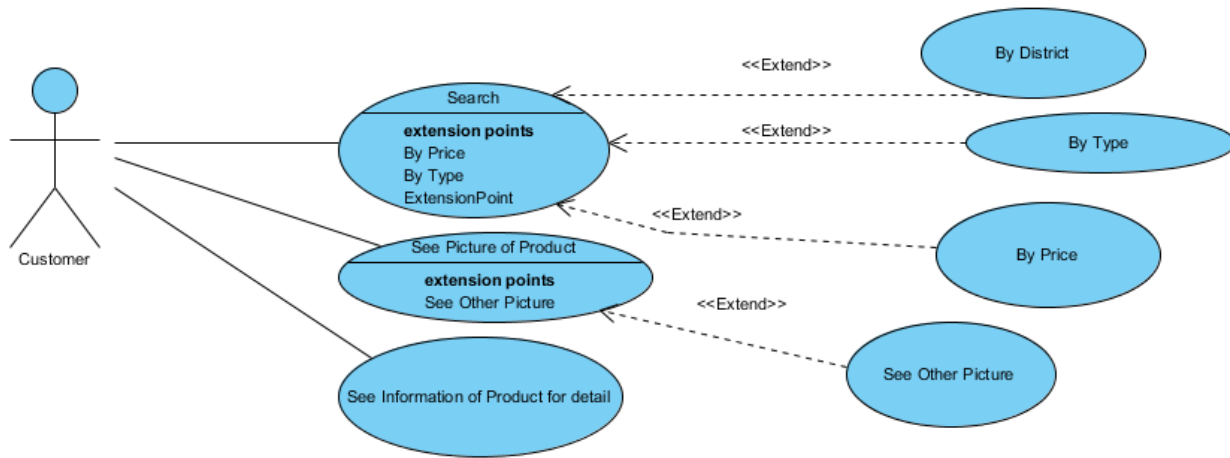 Customer
Search
extension points
By Price
By Type
ExtensionPoint
See Picture of Product
extension points
See Other Picture
See Information of Product for detail
<<Extend>>
<<Extend>>
<<Extend>>
<<Extend>>
By District
By Type
By Price
See Other Picture